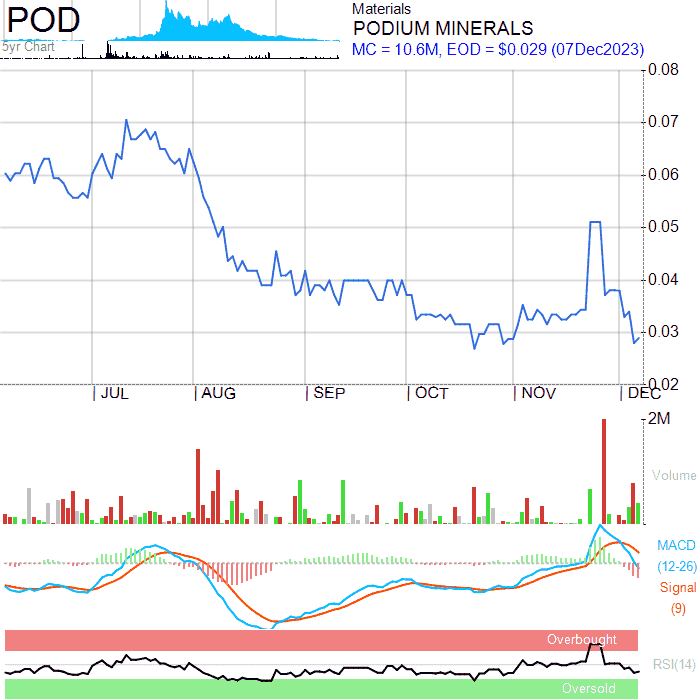 POD
5yr Chart
Materials
PODIUM MINERALS
MC = 10.6M, EOD = $0.029 (07Dec2023)
0.08
0.07
0.06
0.05
0.04
0.03
0.02
JUL AUG SEP OCT NOV DEC
2M
Volume
MACD
(12-26)
Signal
(9)
Overbought
RSI(14)
Oversold